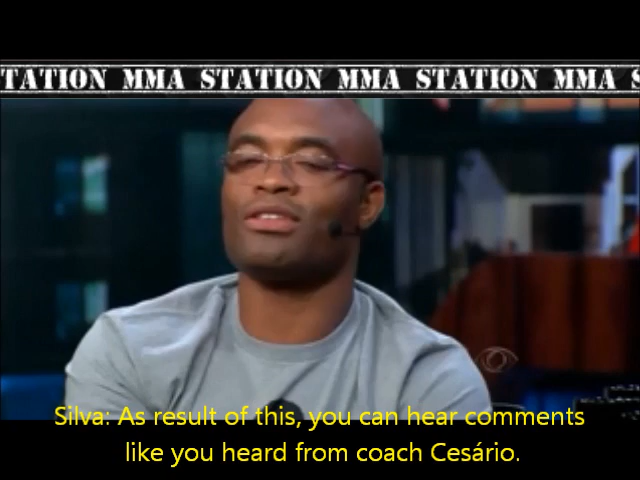 TATION MMA STATION MMA STATION MMA S
Silva: As result of this, you can hear comments
like you heard from coach Cesário.